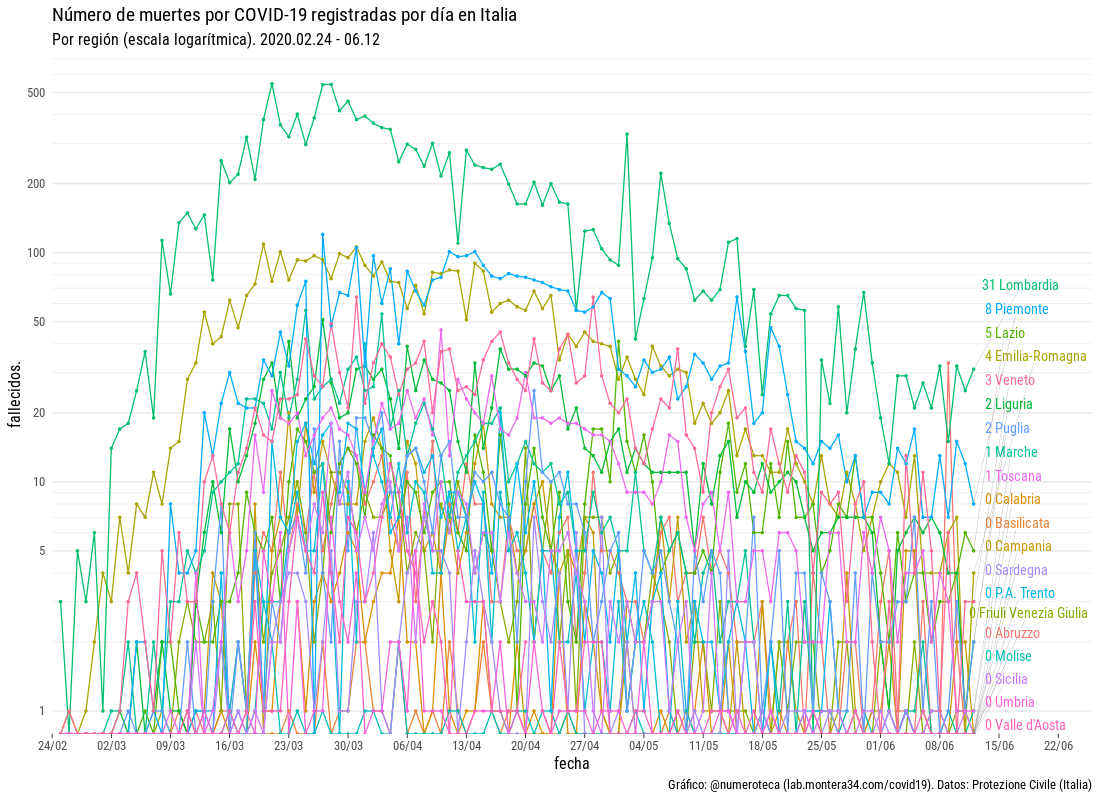 Número de muertes por COVID-19 registradas por día en Italia
Por región (escala logarítmica). 2020.02.24 - 06.12
fallecidos.
500
200
100
50
20
10
5
1
31 Lombardia
8 Piemonte
5 Lazio
4 Emilia-Romagna
3 Veneto
2 Liguria
2 Puglia
1 Marche
1 Toscana
0 Calabria
0 Basilicata
0 Campania
0 Sardegna
0 P.A. Trento
0 Friuli Venezia Giulia
0 Abruzzo
0 Molise
0 Sicilia
0 Umbria
0 Valle d'Aosta
24/02 02/03 09/03 16/03 23/03 30/03 06/04 13/04 20/04 27/04 04/05 11/05 18/05 25/05 01/06 08/06 15/06 22/06
fecha
Gráfico: @numeroteca (lab.montera34.com/covid19). Datos: Protezione Civile (Italia)